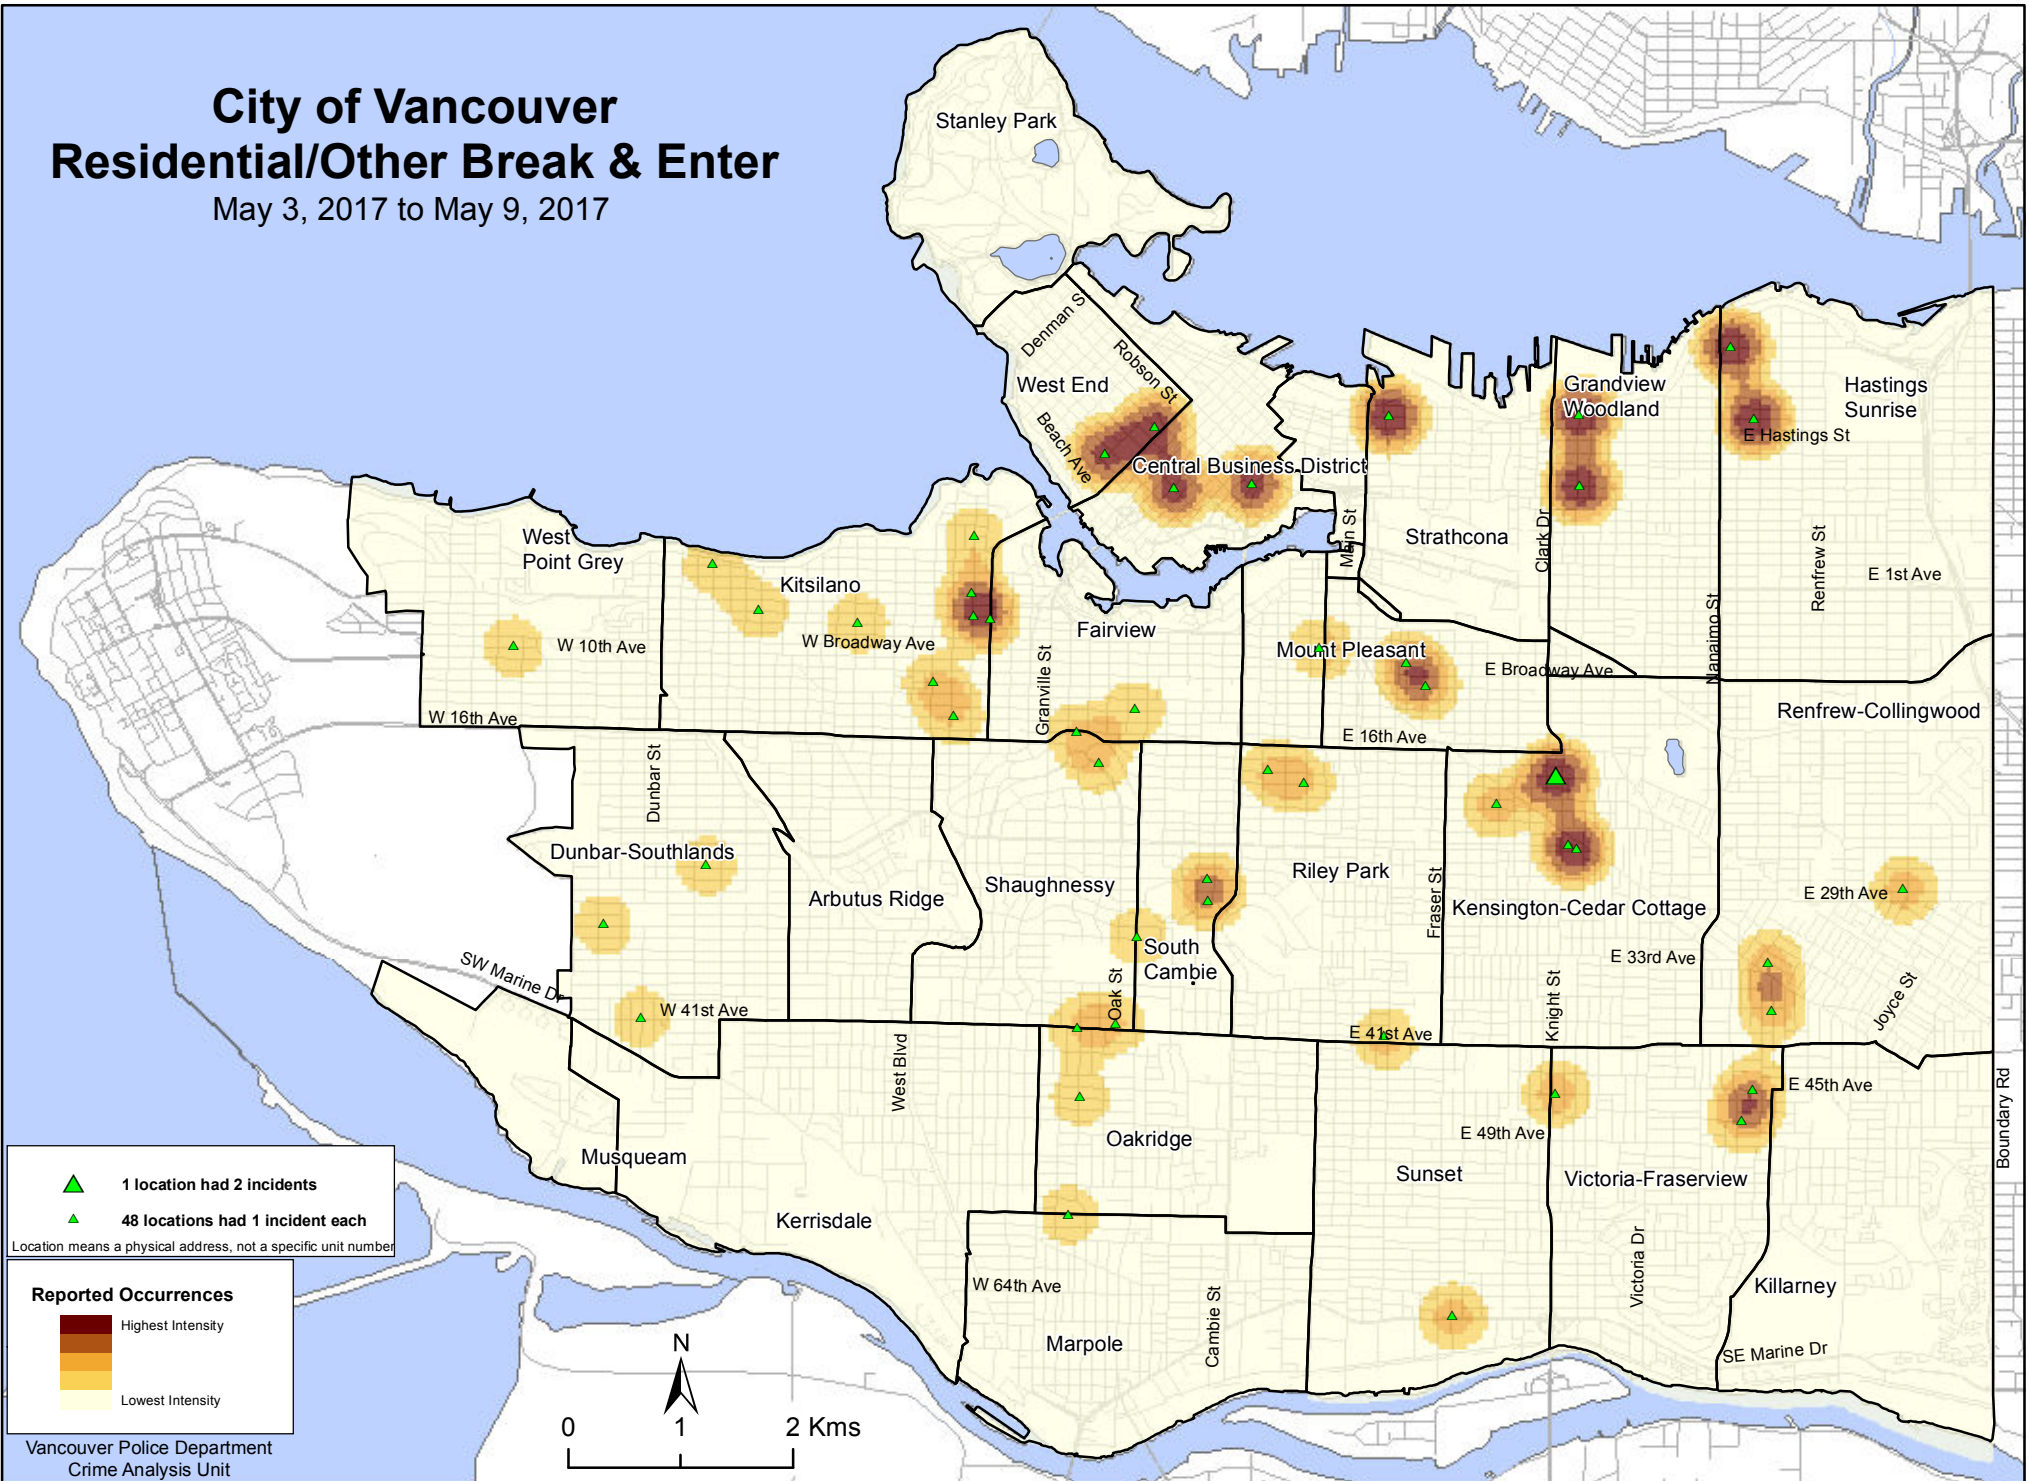 City of Vancouver
Residential/Other Break & Enter
May 3, 2017 to May 9, 2017
Stanley Park
Denman S
Robson St
West End
Beach Ave
Central Business District
Grandview
Woodland
Hastings
Sunrise
E Hastings St
West
Point Grey
Kitsilano
Main St
Strathcona
Clark Dr
Renfrew St
E 1st Ave
Nanaimo St
W 10th Ave
W Broadway Ave
Fairview
Mount Pleasant
E Broadway Ave
Granville St
W 16th Ave
E 16th Ave
Renfrew-Collingwood
Dunbar St
Dunbar-Southlands
Arbutus Ridge
Shaughnessy
Riley Park
Fraser St
Kensington-Cedar Cottage
E 29th Ave
South
Cambie
E 33rd Ave
SW Marine Dr
W 41st Ave
Oak St
Knight St
Joyce St
E 41st Ave
West Blvd
E 45th Ave
Boundary Rd
Oakridge
E 49th Ave
Musqueam
Sunset
Victoria-Fraserview
Kerrisdale
W 64th Ave
Victoria Dr
Killarney
Marpole
Cambie St
SE Marine Dr
1 location had 2 incidents
48 locations had 1 incident each
Location means a physical address, not a specific unit number
Reported Occurrences
Highest Intensity
Lowest Intensity
Vancouver Police Department
Crime Analysis Unit
N
0 1 2 Kms